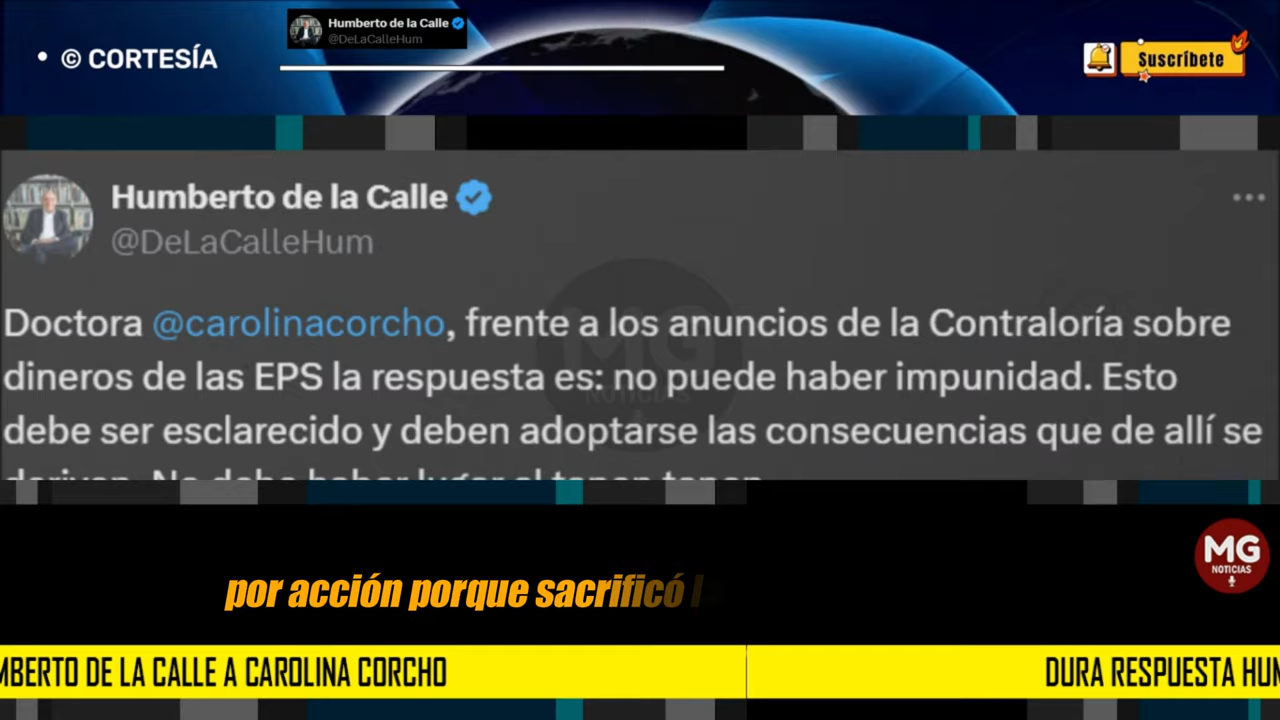 Humberto de la Calle
@DeLaCalleHum
• © CORTESÍA
Suscríbete
Humberto de la Calle
@DeLaCalleHum
Doctora @carolinacorcho, frente a los anuncios de la Contraloría sobre
dineros de las EPS la respuesta es: no puede haber impunidad. Esto
debe ser esclarecido y deben adoptarse las consecuencias que de allí se
MG
NOTICIAS
por acción porque sacrificó
MG
NOTICIAS
MBERTO DE LA CALLE A CAROLINA CORCHO
DURA RESPUESTA HUM